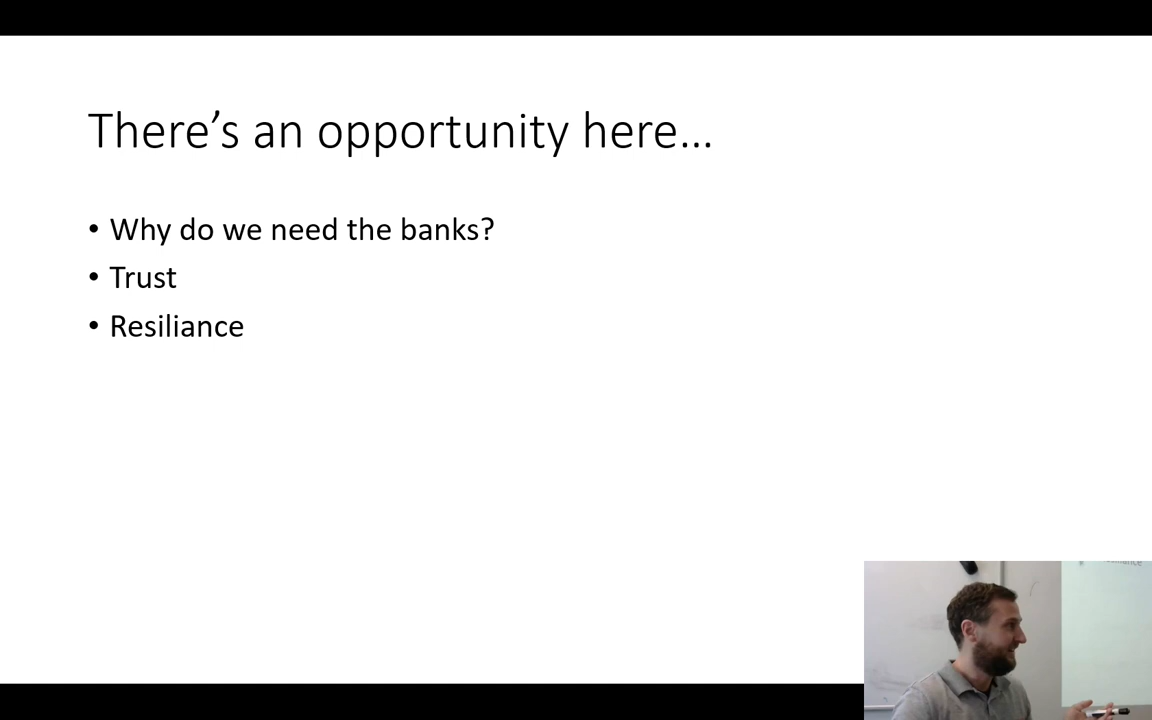 There’s an opportunity here…
• Why do we need the banks?
• Trust
• Resiliance